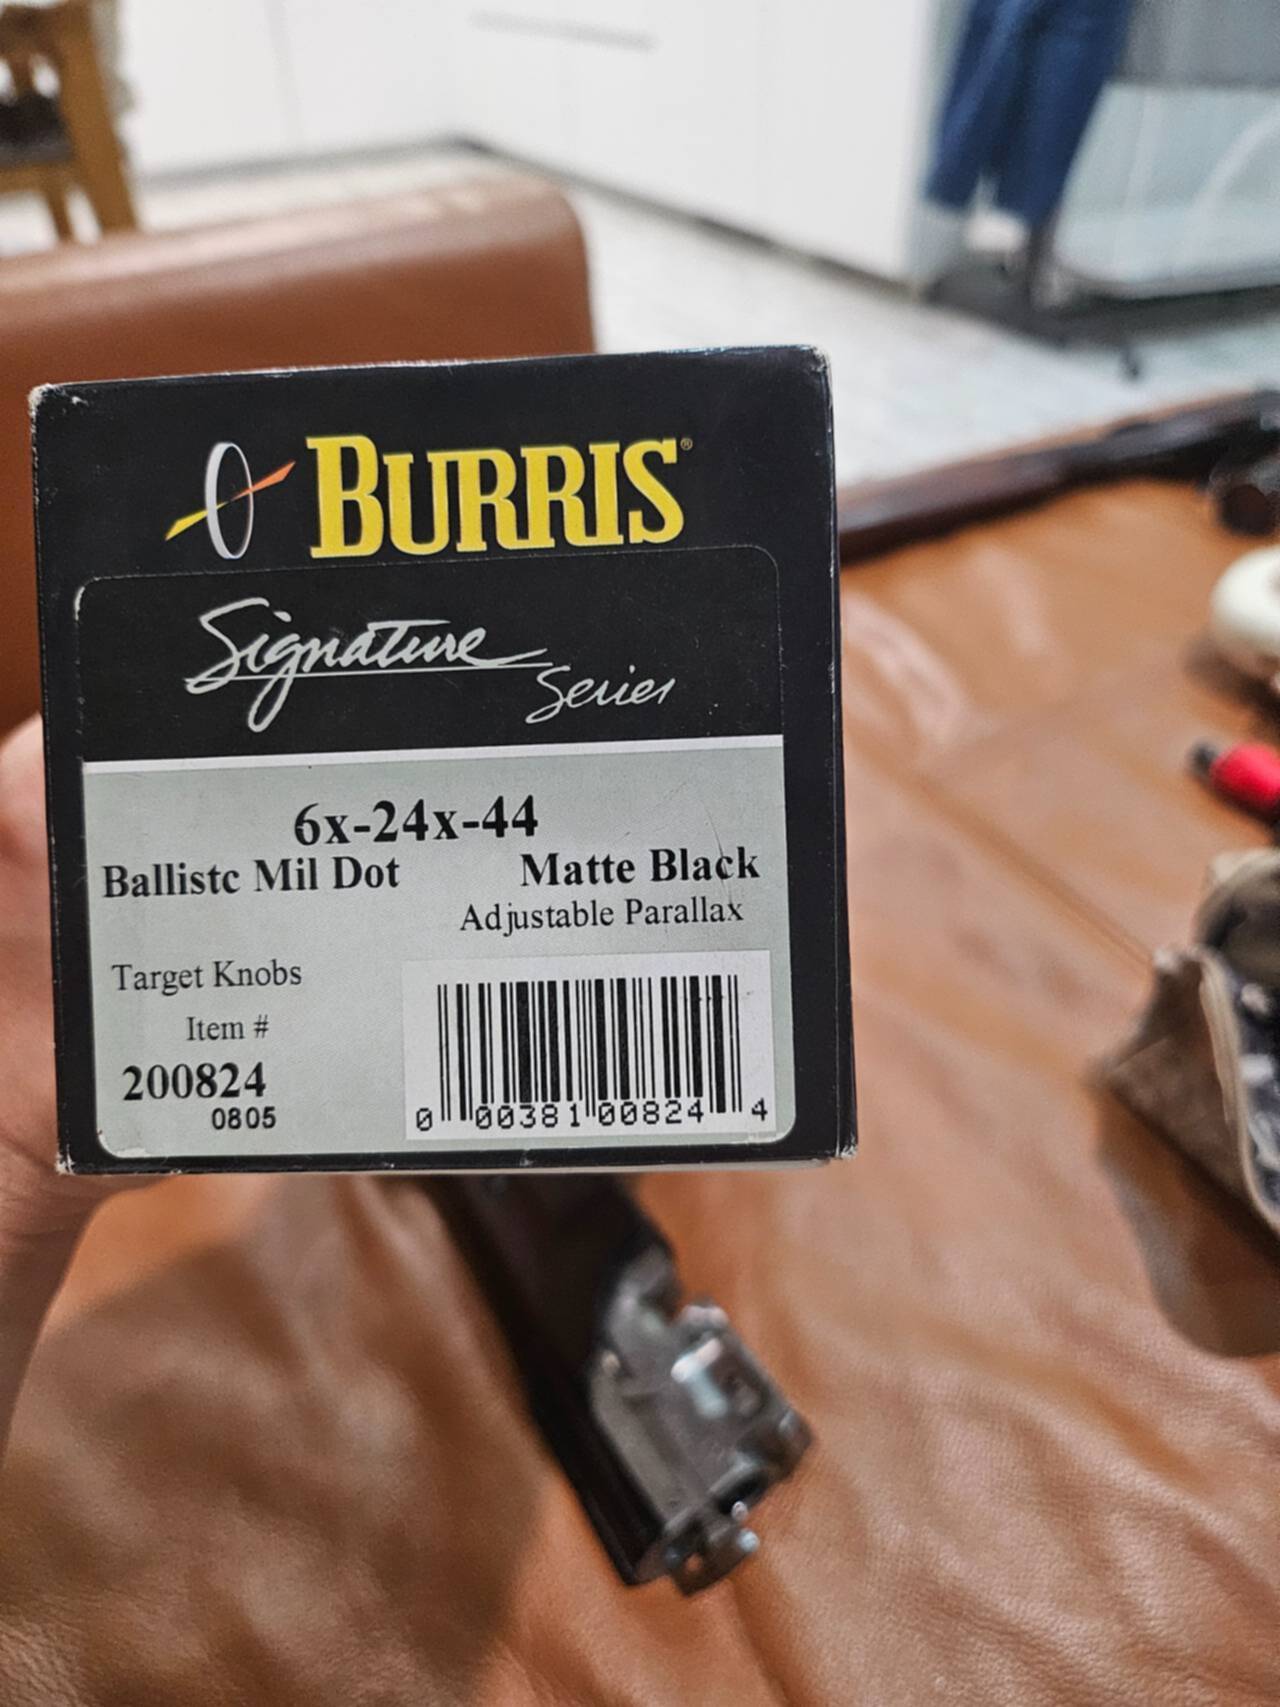 BURRIS®
Signature
Series
6x-24x-44
Ballistc Mil Dot Matte Black
Adjustable Parallax
Target Knobs
Item #
200824
0805
0 00381 00824 4